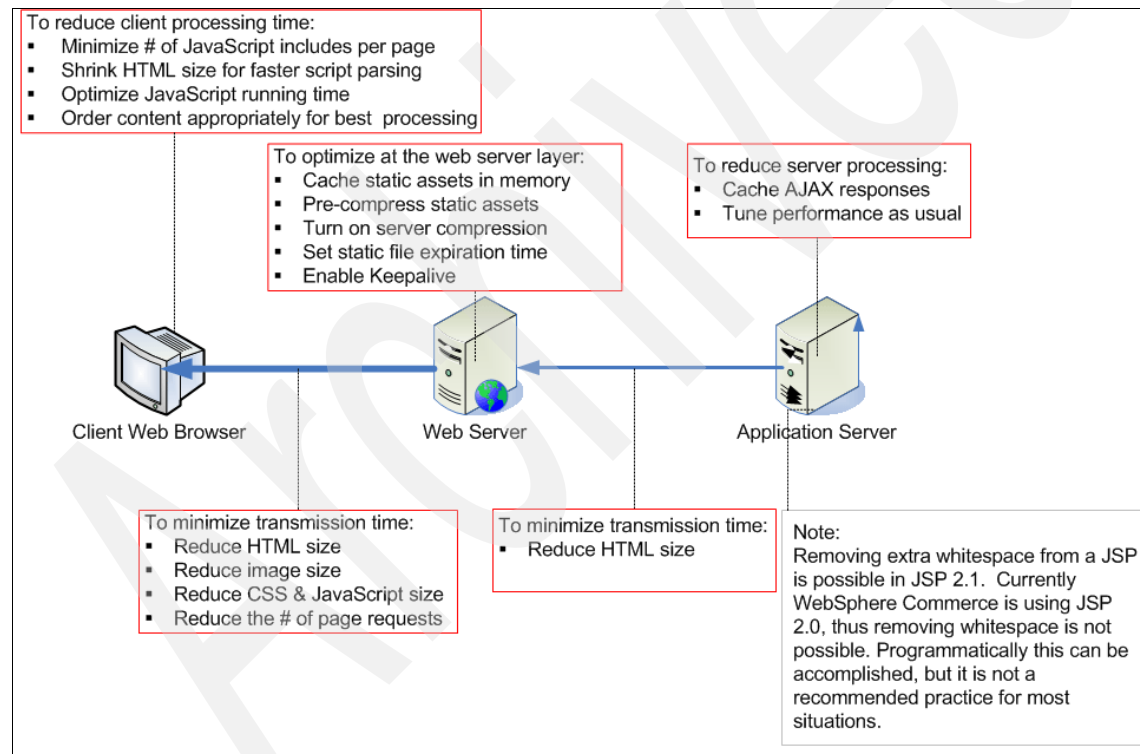 To reduce client processing time:
▪ Minimize # of JavaScript includes per page
▪ Shrink HTML size for faster script parsing
▪ Optimize JavaScript running time
▪ Order content appropriately for best processing
To optimize at the web server layer:
▪ Cache static assets in memory
▪ Pre-compress static assets
▪ Turn on server compression
▪ Set static file expiration time
▪ Enable Keepalive
To reduce server processing:
▪ Cache AJAX responses
▪ Tune performance as usual
Client Web Browser
Web Server
Application Server
To minimize transmission time:
▪ Reduce HTML size
▪ Reduce image size
▪ Reduce CSS & JavaScript size
▪ Reduce the # of page requests
To minimize transmission time:
▪ Reduce HTML size
Note:
Removing extra whitespace from a JSP
is possible in JSP 2.1. Currently
WebSphere Commerce is using JSP
2.0, thus removing whitespace is not
possible. Programmatically this can be
accomplished, but it is not a
recommended practice for most
situations.
Archive